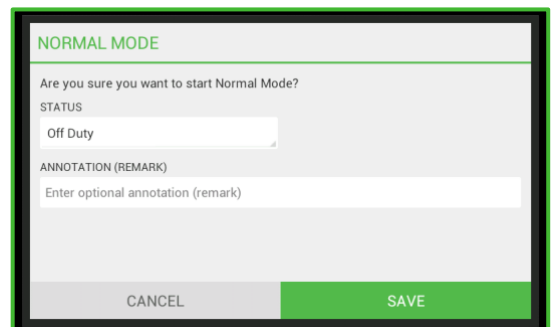 NORMAL MODE
Are you sure you want to start Normal Mode?
STATUS
Off Duty
ANNOTATION (REMARK)
Enter optional annotation (remark)
CANCEL SAVE